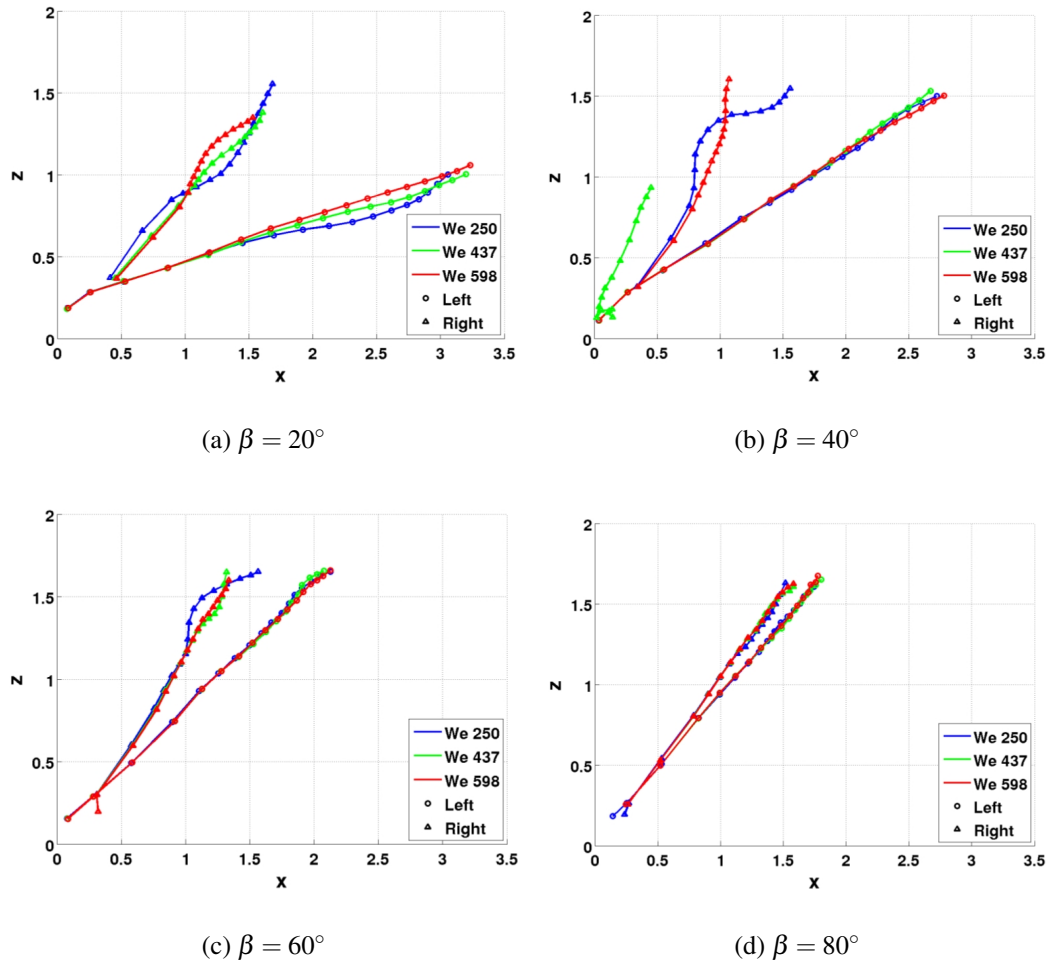 2
1.5
z
1
0.5
0
We 250
We 437
We 598
Left
Right
0 0.5 1 1.5 2 2.5 3 3.5
x
(a) β = 20°
2
1.5
z
1
0.5
0
We 250
We 437
We 598
Left
Right
0 0.5 1 1.5 2 2.5 3 3.5
x
(b) β = 40°
2
1.5
z
1
0.5
0
We 250
We 437
We 598
Left
Right
0 0.5 1 1.5 2 2.5 3 3.5
x
(c) β = 60°
2
1.5
z
1
0.5
0
We 250
We 437
We 598
Left
Right
0 0.5 1 1.5 2 2.5 3 3.5
x
(d) β = 80°